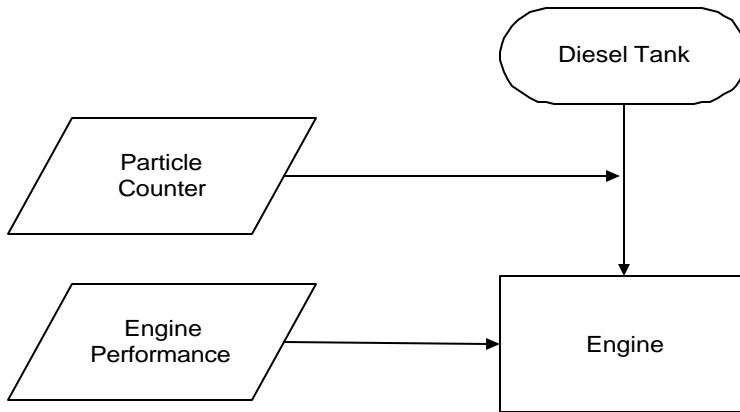 Diesel Tank
Particle
Counter
Engine
Performance
Engine